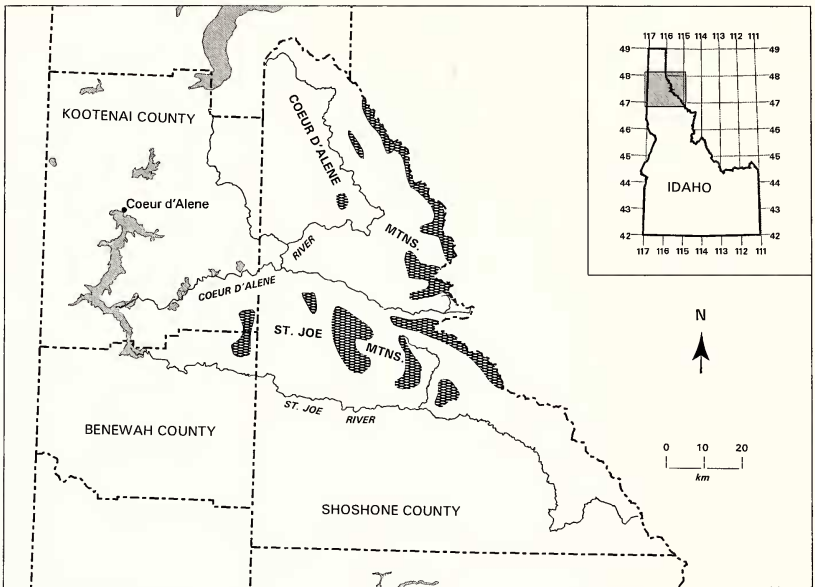 KOOTENAI COUNTY
Coeur d'Alene
COEUR D'ALENE
MTNS.
RIVER
COEUR D'ALENE
ST. JOE
MTNS.
ST. JOE
RIVER
BENEWAH COUNTY
SHOSHONE COUNTY
117 116 115 114 113 112 111
49 49
48 48
47 47
46 46
45 45
44 44
IDAHO
43 43
42 42
117 116 115 114 113 112 111
N
0 10 20
km